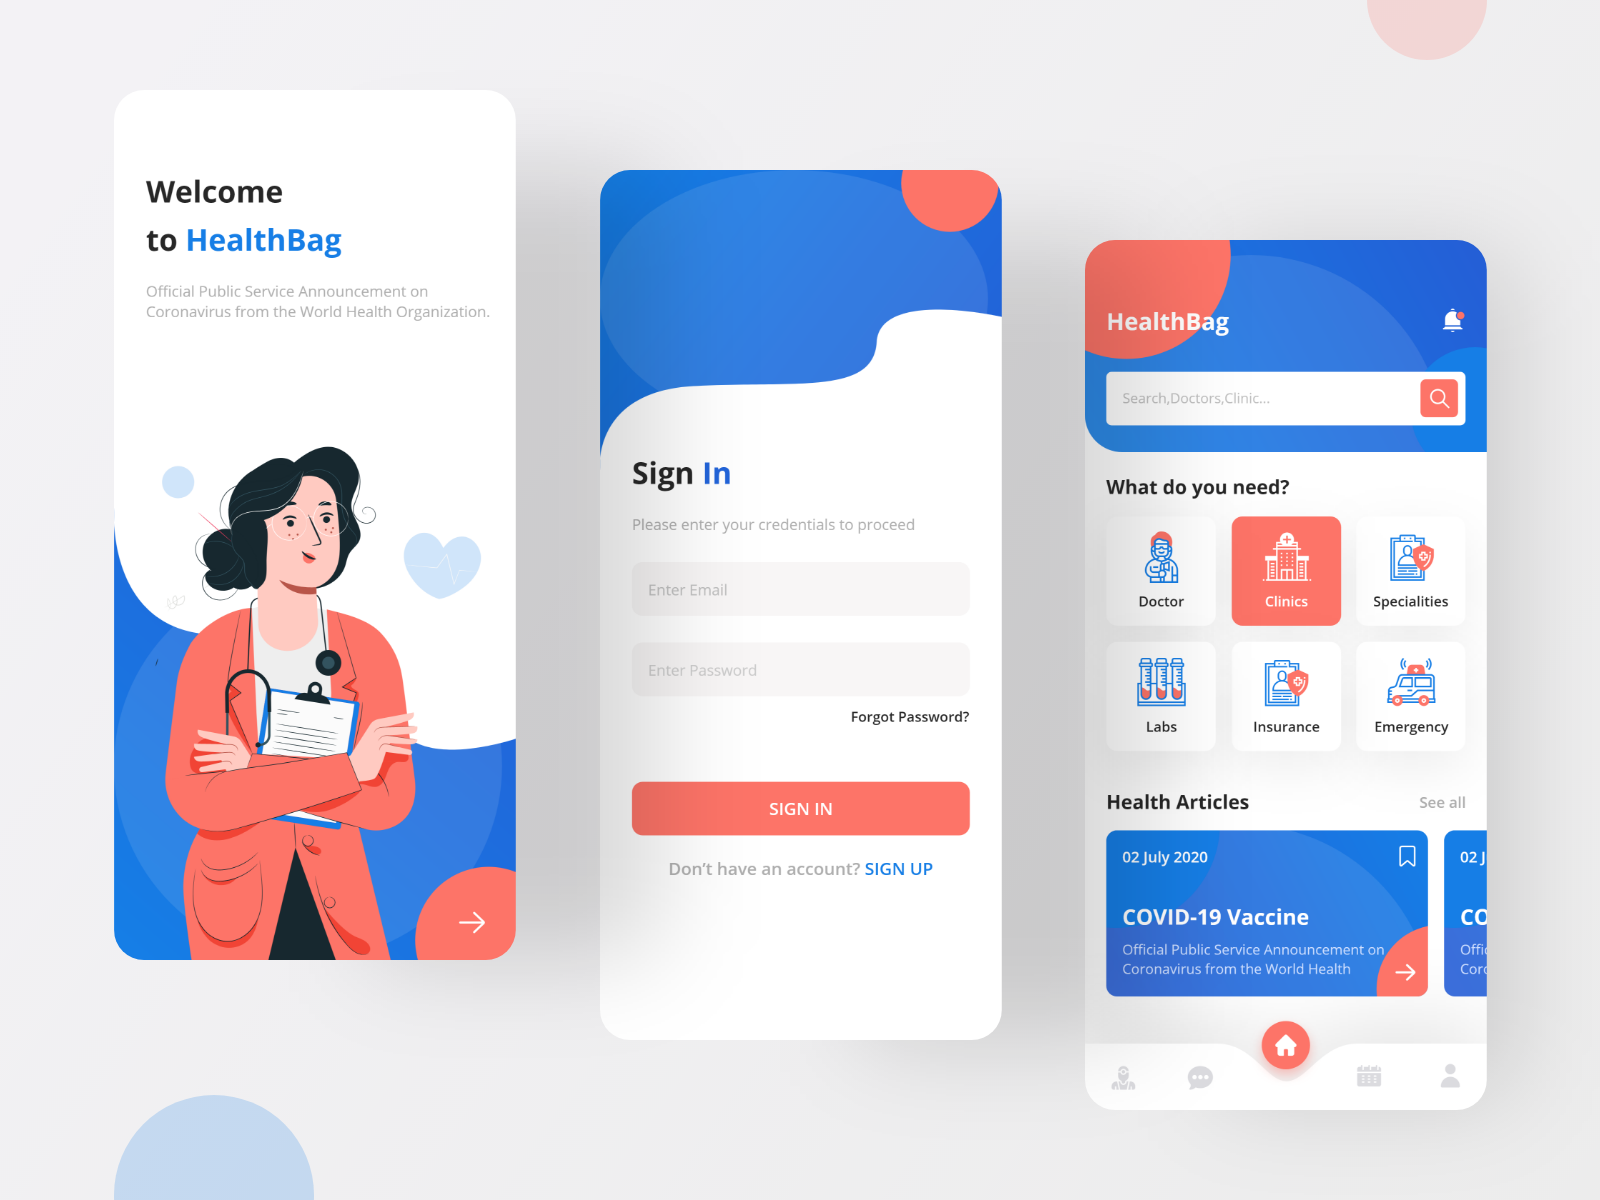 Welcome
to HealthBag
Official Public Service Announcement on
Coronavirus from the World Health Organization.
Sign In
Please enter your credentials to proceed
Enter Email
Enter Password
Forgot Password?
SIGN IN
Don't have an account? SIGN UP
HealthBag
Search,Doctors,Clinic...
What do you need?
Doctor
Clinics
Specialities
Labs
Insurance
Emergency
Health Articles
See all
02 July 2020
COVID-19 Vaccine
Official Public Service Announcement on
Coronavirus from the World Health
02 J
CO
Offic
Coro